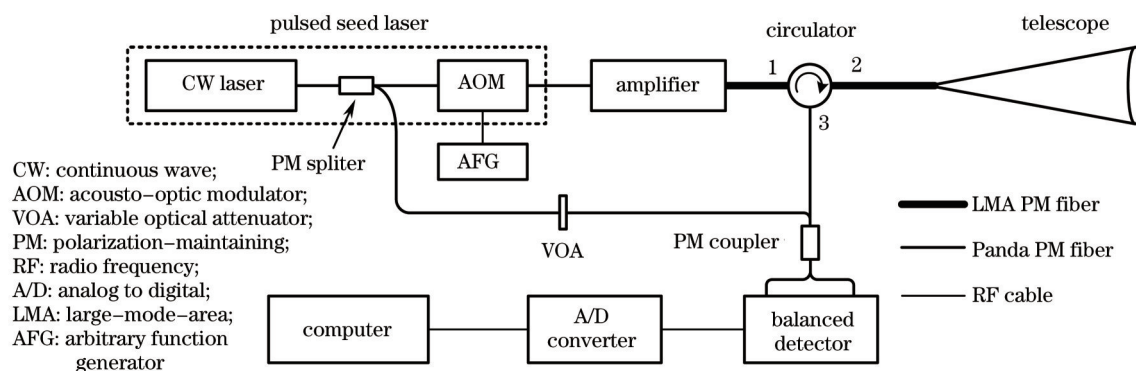 pulsed seed laser
circulator
telescope
CW laser
AOM
amplifier
1
2
3
PM spliter
AFG
CW: continuous wave;
AOM: acousto-optic modulator;
VOA: variable optical attenuator;
PM: polarization-maintaining;
RF: radio frequency;
A/D: analog to digital;
LMA: large-mode-area;
AFG: arbitrary function
generator
VOA
PM coupler
LMA PM fiber
Panda PM fiber
RF cable
computer
A/D
converter
balanced
detector